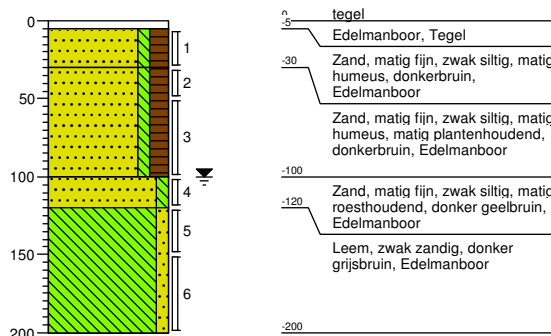 0
50
100
150
200
1
2
3
4
5
6
0
tegel
-5
Edelmanboor, Tegel
-30
Zand, matig fijn, zwak siltig, matig
humeus, donkerbruin,
Edelmanboor
Zand, matig fijn, zwak siltig, matig
humeus, matig plantenhoudend,
donkerbruin, Edelmanboor
-100
Zand, matig fijn, zwak siltig, matig
roesthoudend, donker geelbruin,
Edelmanboor
-120
Leem, zwak zandig, donker
grijsbruin, Edelmanboor
-200